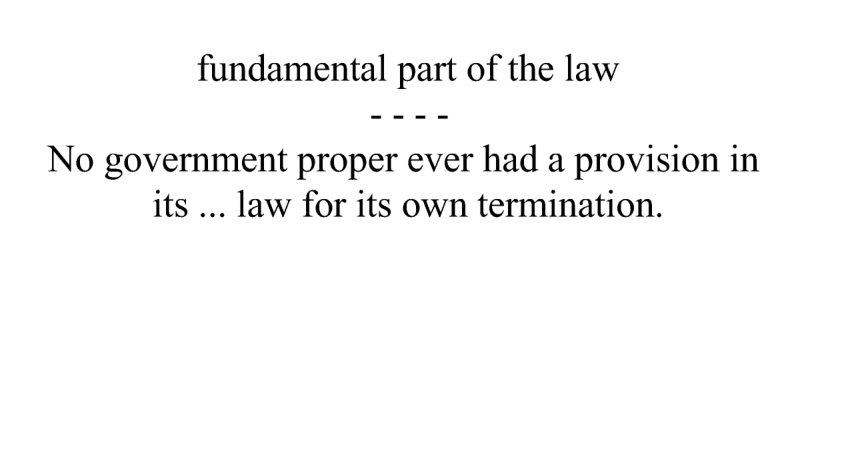 fundamental part of the law
- - - -
No government proper ever had a provision in
its ... law for its own termination.